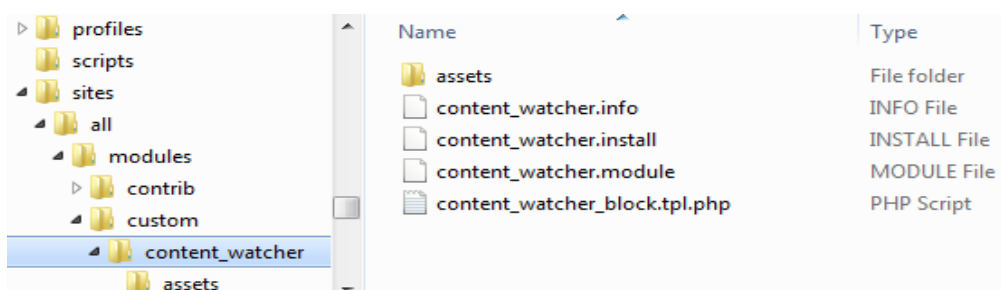 profiles
scripts
sites
all
modules
contrib
custom
content_watcher
assets
Name Type
assets File folder
content_watcher.info INFO File
content_watcher.install INSTALL File
content_watcher.module MODULE File
content_watcher_block.tpl.php PHP Script